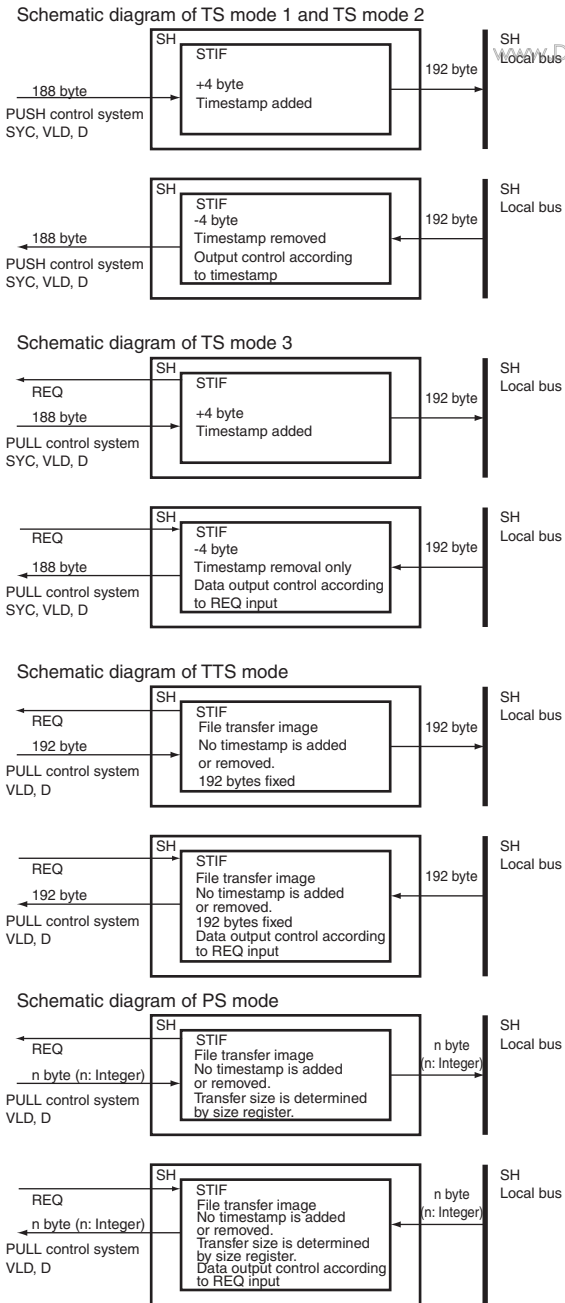 Schematic diagram of TS mode 1 and TS mode 2
SH
STIF
+4 byte
Timestamp added
188 byte
PUSH control system
SYC, VLD, D
192 byte
SH
Local bus
www.D
SH
STIF
-4 byte
Timestamp removed
Output control according
to timestamp
188 byte
PUSH control system
SYC, VLD, D
192 byte
SH
Local bus
Schematic diagram of TS mode 3
SH
STIF
+4 byte
Timestamp added
REQ
188 byte
PULL control system
SYC, VLD, D
192 byte
SH
Local bus
SH
STIF
-4 byte
Timestamp removal only
Data output control according
to REQ input
REQ
188 byte
PULL control system
SYC, VLD, D
192 byte
SH
Local bus
Schematic diagram of TTS mode
SH
STIF
File transfer image
No timestamp is added
or removed.
192 bytes fixed
REQ
192 byte
PULL control system
VLD, D
192 byte
SH
Local bus
SH
STIF
File transfer image
No timestamp is added
or removed.
192 bytes fixed
Data output control according
to REQ input
REQ
192 byte
PULL control system
VLD, D
192 byte
SH
Local bus
Schematic diagram of PS mode
SH
STIF
File transfer image
No timestamp is added
or removed.
Transfer size is determined
by size register.
REQ
n byte (n: Integer)
PULL control system
VLD, D
n byte
(n: Integer)
SH
Local bus
SH
STIF
File transfer image
No timestamp is added
or removed.
Transfer size is determined
by size register.
Data output control according
to REQ input
REQ
n byte (n: Integer)
PULL control system
VLD, D
n byte
(n: Integer)
SH
Local bus